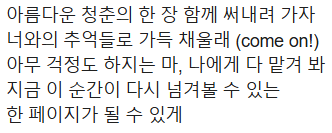 아름다운 청춘의 한 장 함께 써내려 가자
너와의 추억들로 가득 채울래 (come on!)
아무 걱정도 하지는 마, 나에게 다 맡겨 봐
지금 이 순간이 다시 넘겨볼 수 있는
한 페이지가 될 수 있게